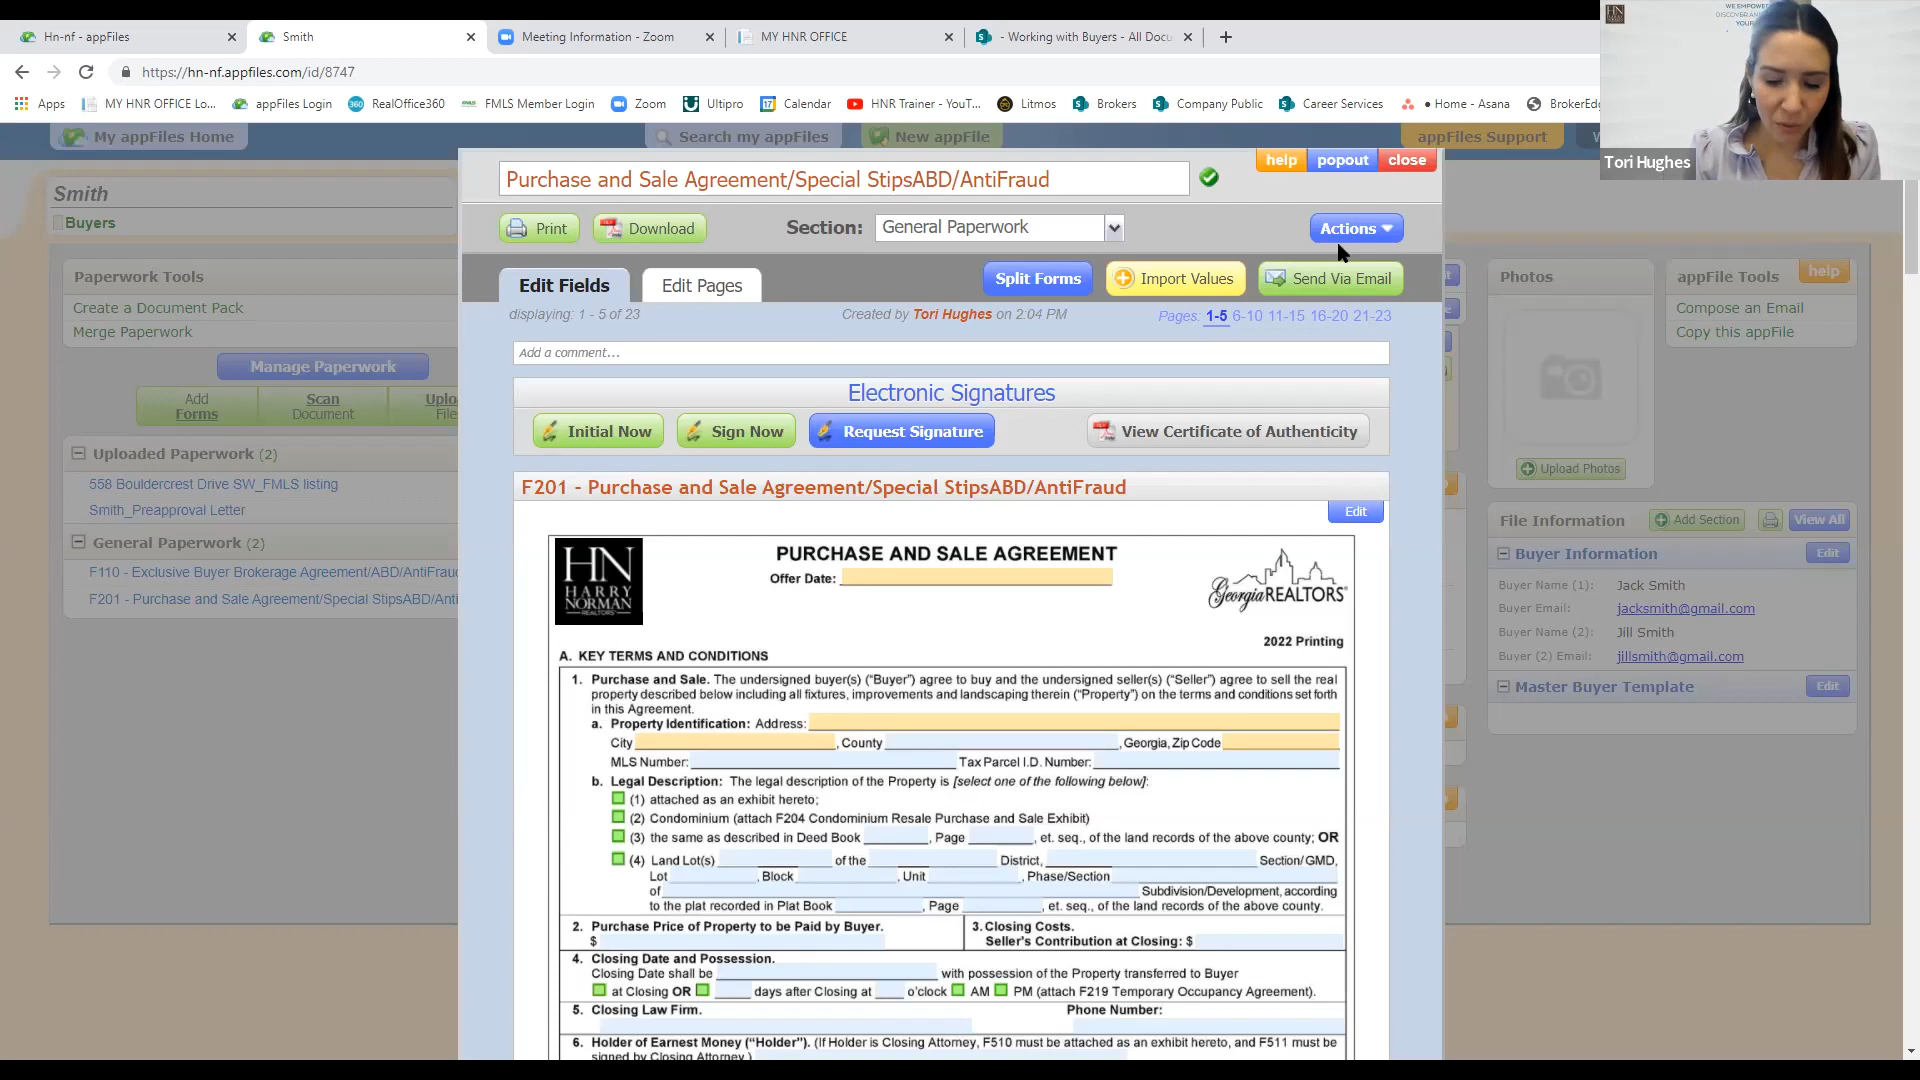 Hn-nf - appFiles
Smith
Meeting Information - Zoom
MY HNR OFFICE
- Working with Buyers - All Docu
https://hn-nf.appfiles.com/id/8747
Apps
MY HNR OFFICE Lo...
appFiles Login
RealOffice360
FMLS Member Login
Zoom
Ultipro
Calendar
HNR Trainer - YouT...
Litmos
Brokers
Company Public
Career Services
• Home - Asana
BrokerEdg
HN
WE EMPOWER
Tori Hughes
My appFiles Home
Search my appFiles
New appFile
appFiles Support
Smith
Buyers
Paperwork Tools
Create a Document Pack
Merge Paperwork
Manage Paperwork
Add
Forms
Scan
Document
Uplo
File
Uploaded Paperwork (2)
558 Bouldercrest Drive SW_FMLS listing
Smith_Preapproval Letter
General Paperwork (2)
F110 - Exclusive Buyer Brokerage Agreement/ABD/AntiFraud
F201 - Purchase and Sale Agreement/Special StipsABD/Anti
help popout close
Purchase and Sale Agreement/Special StipsABD/AntiFraud
Print
Download
Section: General Paperwork
Actions
Edit Fields
Edit Pages
Split Forms
Import Values
Send Via Email
displaying: 1 - 5 of 23
Created by Tori Hughes on 2:04 PM
Pages: 1-5 6-10 11-15 16-20 21-23
Add a comment...
Electronic Signatures
Initial Now
Sign Now
Request Signature
View Certificate of Authenticity
F201 - Purchase and Sale Agreement/Special StipsABD/AntiFraud
Edit
HN
HARRY
NORMAN
REALTORS®
PURCHASE AND SALE AGREEMENT
Offer Date:
Georgia REALTORS®
2022 Printing
A. KEY TERMS AND CONDITIONS
1. Purchase and Sale. The undersigned buyer(s) ("Buyer") agree to buy and the undersigned seller(s) ("Seller") agree to sell the real
property described below including all fixtures, improvements and landscaping therein ("Property") on the terms and conditions set forth
in this Agreement.
a. Property Identification: Address:
City , County , Georgia, Zip Code
MLS Number: Tax Parcel I.D. Number:
b. Legal Description: The legal description of the Property is [select one of the following below]:
(1) attached as an exhibit hereto;
(2) Condominium (attach F204 Condominium Resale Purchase and Sale Exhibit)
(3) the same as described in Deed Book , Page , et. seq., of the land records of the above county; OR
(4) Land Lot(s) of the District, Section/GMD,
Lot , Block , Unit , Phase/Section
of Subdivision/Development, according
to the plat recorded in Plat Book , Page , et. seq., of the land records of the above county.
2. Purchase Price of Property to be Paid by Buyer.
$
3. Closing Costs.
Seller's Contribution at Closing: $
4. Closing Date and Possession.
Closing Date shall be with possession of the Property transferred to Buyer
at Closing OR days after Closing at o'clock AM PM (attach F219 Temporary Occupancy Agreement).
5. Closing Law Firm. Phone Number:
6. Holder of Earnest Money ("Holder"). (If Holder is Closing Attorney, F510 must be attached as an exhibit hereto, and F511 must be
signed by Closing Attorney.)
Photos
Upload Photos
appFile Tools
help
Compose an Email
Copy this appFile
File Information
Add Section
View All
Buyer Information
Edit
Buyer Name (1): Jack Smith
Buyer Email: jacksmith@gmail.com
Buyer Name (2): Jill Smith
Buyer (2) Email: jillsmith@gmail.com
Master Buyer Template
Edit